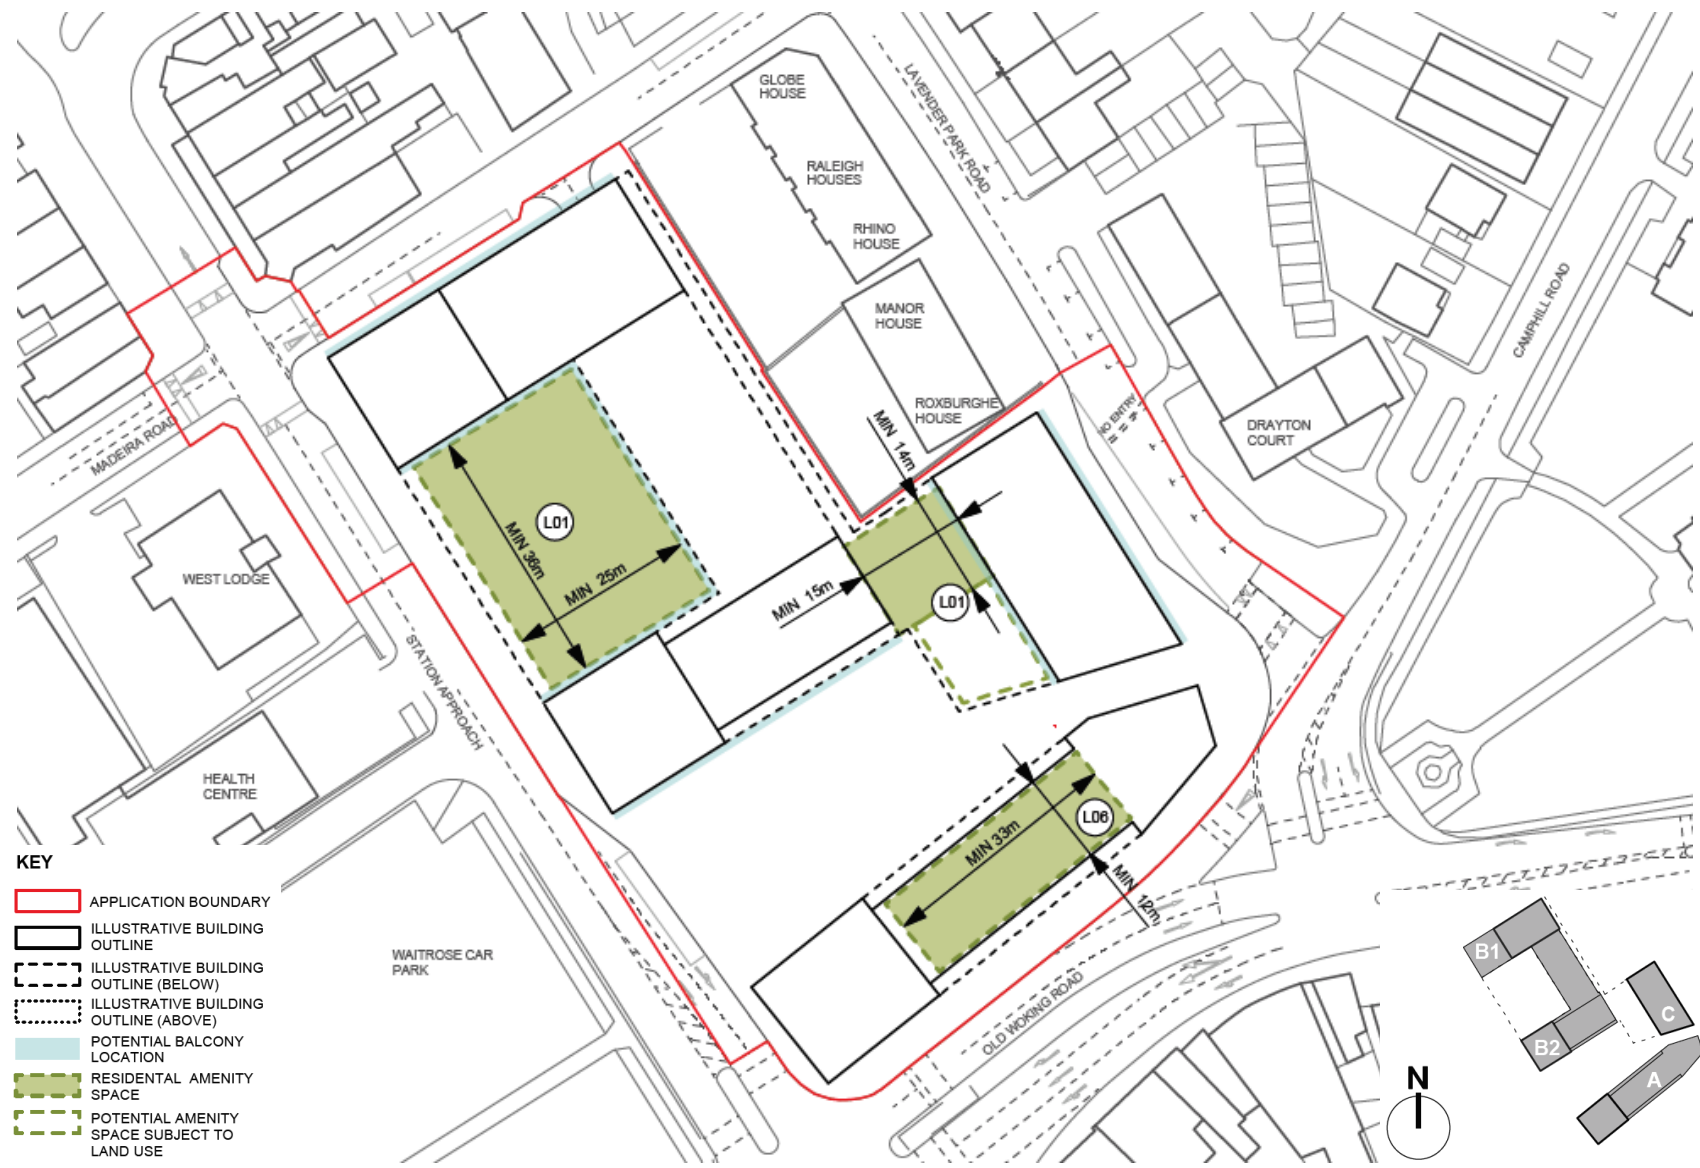 GLOBE
HOUSE
LAVENDER PARK ROAD
RALEIGH
HOUSES
RHINO
HOUSE
MANOR
HOUSE
CAMPHILL ROAD
ROXBURGHE
HOUSE
NO ENTRY
DRAYTON
COURT
MADEIRA ROAD
MIN 14m
L01
MIN 36m
MIN 25m
WEST LODGE
MIN 15m
L01
STATION APPROACH
HEALTH
CENTRE
L06
MIN 33m
MIN 12m
WAITROSE CAR
PARK
OLD WOKING ROAD
KEY
APPLICATION BOUNDARY
ILLUSTRATIVE BUILDING
OUTLINE
ILLUSTRATIVE BUILDING
OUTLINE (BELOW)
ILLUSTRATIVE BUILDING
OUTLINE (ABOVE)
POTENTIAL BALCONY
LOCATION
RESIDENTAL AMENITY
SPACE
POTENTIAL AMENITY
SPACE SUBJECT TO
LAND USE
B1
C
B2
A
N